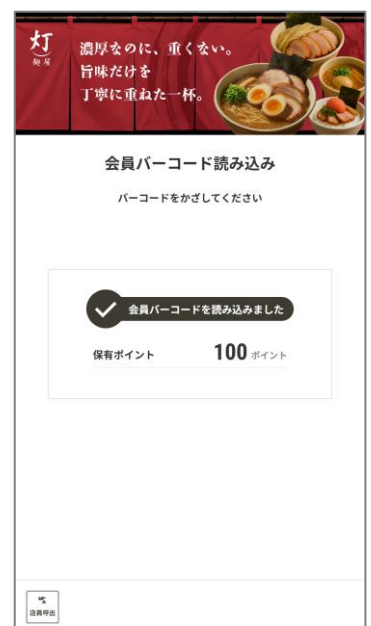 灯
麺屋
濃厚なのに、重くない。
旨味だけを
丁寧に重ねた一杯。
会員バーコード読み込み
バーコードをかざしてください
会員バーコードを読み込みました
保有ポイント 100 ポイント
店員呼出